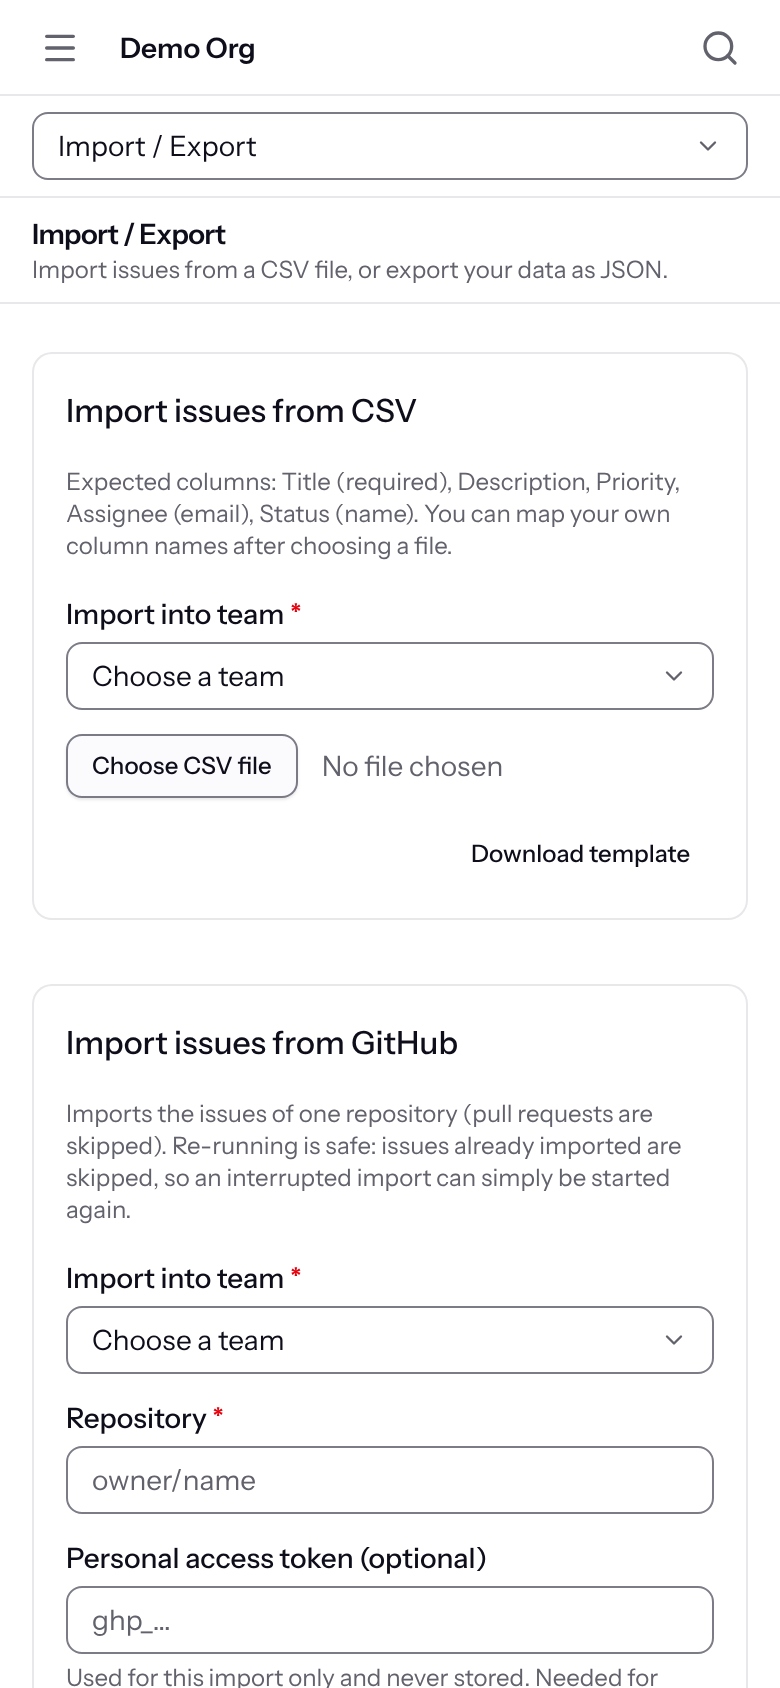 Demo Org
Import / Export
Import / Export
Import issues from a CSV file, or export your data as JSON.
Import issues from CSV
Expected columns: Title (required), Description, Priority,
Assignee (email), Status (name). You can map your own
column names after choosing a file.
Import into team *
Choose a team
Choose CSV file No file chosen
Download template
Import issues from GitHub
Imports the issues of one repository (pull requests are
skipped). Re-running is safe: issues already imported are
skipped, so an interrupted import can simply be started
again.
Import into team *
Choose a team
Repository *
owner/name
Personal access token (optional)
ghp_...
Used for this import only and never stored. Needed for